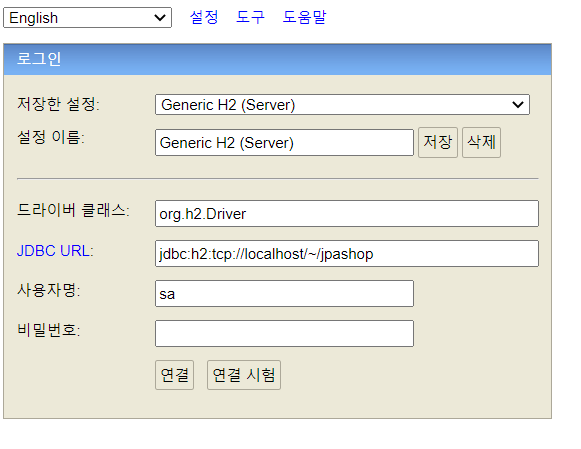 English 설정 도구 도움말
로그인
저장한 설정: Generic H2 (Server)
설정 이름: Generic H2 (Server) 저장 삭제
드라이버 클래스: org.h2.Driver
JDBC URL: jdbc:h2:tcp://localhost/~/jpashop
사용자명: sa
비밀번호:
연결 연결 시험